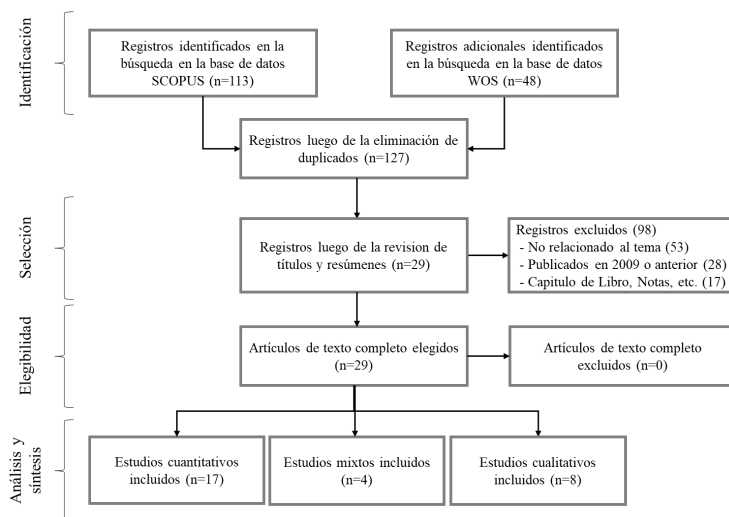 Identificación
Registros identificados en la
búsqueda en la base de datos
SCOPUS (n=113)
Registros adicionales identificados
en la búsqueda en la base de datos
WOS (n=48)
Registros luego de la eliminación de
duplicados (n=127)
Selección
Registros luego de la revision de
títulos y resúmenes (n=29)
Registros excluidos (98)
- No relacionado al tema (53)
- Publicados en 2009 o anterior (28)
- Capitulo de Libro, Notas, etc. (17)
Elegibilidad
Artículos de texto completo elegidos
(n=29)
Artículos de texto completo
excluidos (n=0)
Análisis y
síntesis
Estudios cuantitativos
incluidos (n=17)
Estudios mixtos incluidos
(n=4)
Estudios cualitativos
incluidos (n=8)